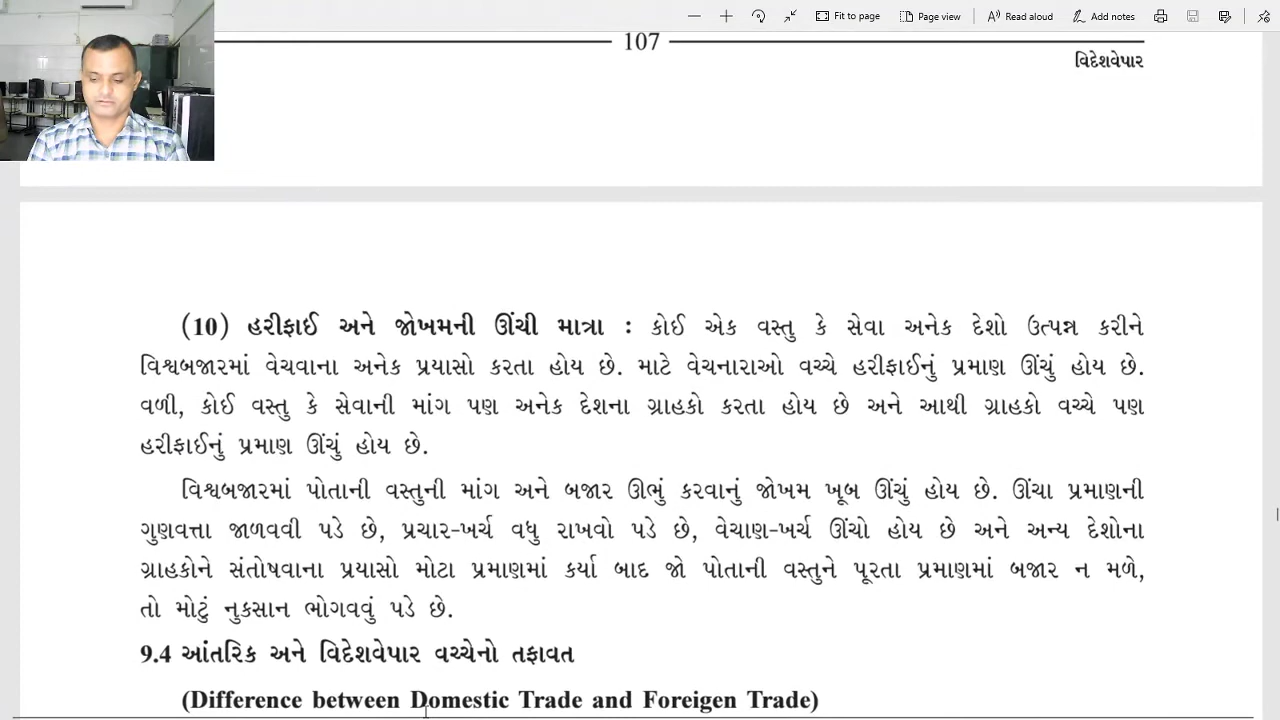 Fit to page
Page view
Read aloud
Add notes
107
વિદેશવેપાર
(10) હરીફાઈ અને જોખમની ઊંચી માત્રા : કોઈ એક વસ્તુ કે સેવા અનેક દેશો ઉત્પન્ન કરીને
વિશ્વબજારમાં વેચવાના અનેક પ્રયાસો કરતા હોય છે. માટે વેચનારાઓ વચ્ચે હરીફાઈનું પ્રમાણ ઊંચું હોય છે.
વળી, કોઈ વસ્તુ કે સેવાની માંગ પણ અનેક દેશના ગ્રાહકો કરતા હોય છે અને આથી ગ્રાહકો વચ્ચે પણ
હરીફાઈનું પ્રમાણ ઊંચું હોય છે.
વિશ્વબજારમાં પોતાની વસ્તુની માંગ અને બજાર ઊભું કરવાનું જોખમ ખૂબ ઊંચું હોય છે. ઊંચા પ્રમાણની
ગુણવત્તા જાળવવી પડે છે, પ્રચાર-ખર્ચ વધુ રાખવો પડે છે, વેચાણ-ખર્ચ ઊંચો હોય છે અને અન્ય દેશોના
ગ્રાહકોને સંતોષવાના પ્રયાસો મોટા પ્રમાણમાં કર્યા બાદ જો પોતાની વસ્તુને પૂરતા પ્રમાણમાં બજાર ન મળે,
તો મોટું નુકસાન ભોગવવું પડે છે.
9.4 આંતરિક અને વિદેશવેપાર વચ્ચેનો તફાવત
(Difference between Domestic Trade and Foreigen Trade)